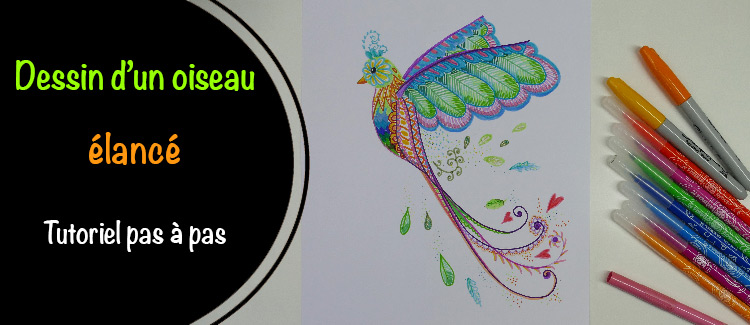 Dessin d'un oiseau
élancé
Tutoriel pas à pas